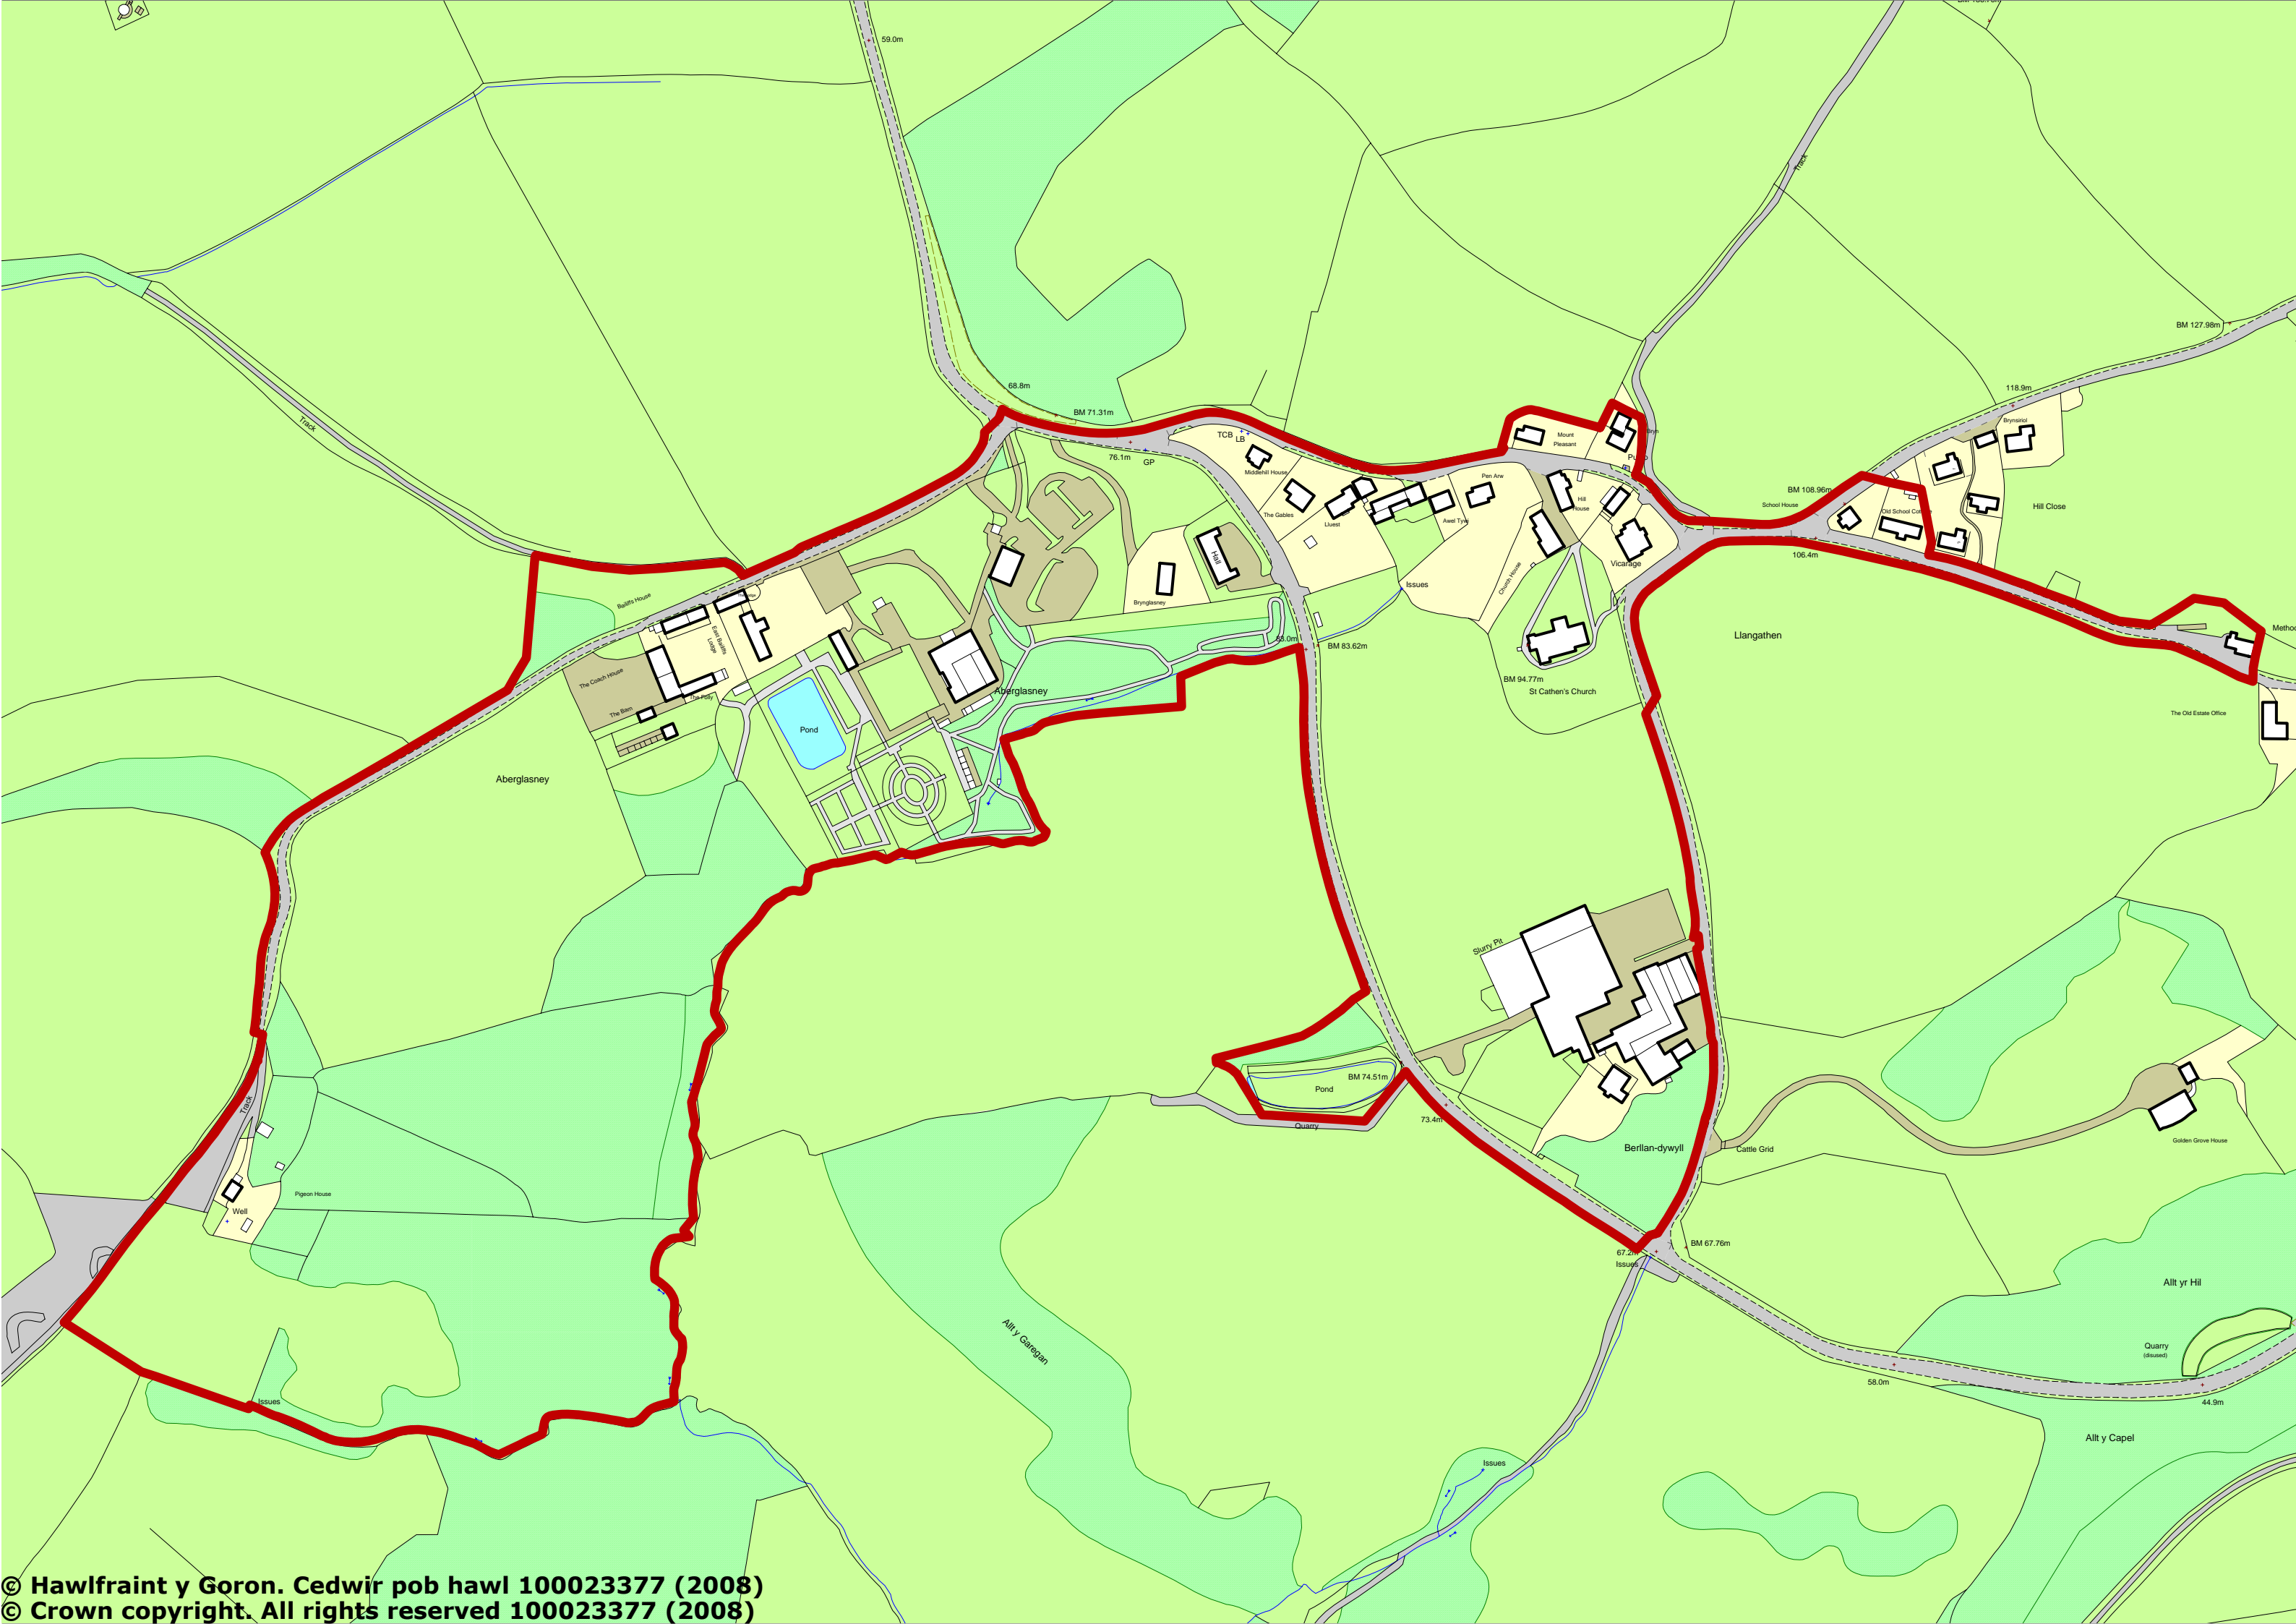 59.0m
Track
BM 127.98m
118.9m
68.8m
BM 71.31m
Brynsiriol
TCB
LB
Mount
Pleasant
76.1m
GP
Middlehill House
Pen Arw
BM 108.96m
School House
Hill
House
The Gables
Lluest
Awel Tywi
Hill Close
Track
Hall
106.4m
Vicarage
Issues
Church House
Bailiffs House
Brynglasney
East Bailiffs
Lodge
Llangathen
83.0m
BM 83.62m
The Coach House
The Folly
Aberglasney
BM 94.77m
St Cathen's Church
The Barn
The Old Estate Office
Pond
Aberglasney
Slurry Pit
BM 74.51m
Pond
Track
Quarry
73.4m
Berllan-dywyll
Cattle Grid
Golden Grove House
Pigeon House
Well
67.2m
BM 67.76m
Issues
Allt yr Hil
Allt y Garegan
Quarry
(disused)
58.0m
44.9m
Issues
Allt y Capel
Issues
© Hawlfraint y Goron. Cedwir pob hawl 100023377 (2008)
© Crown copyright. All rights reserved 100023377 (2008)